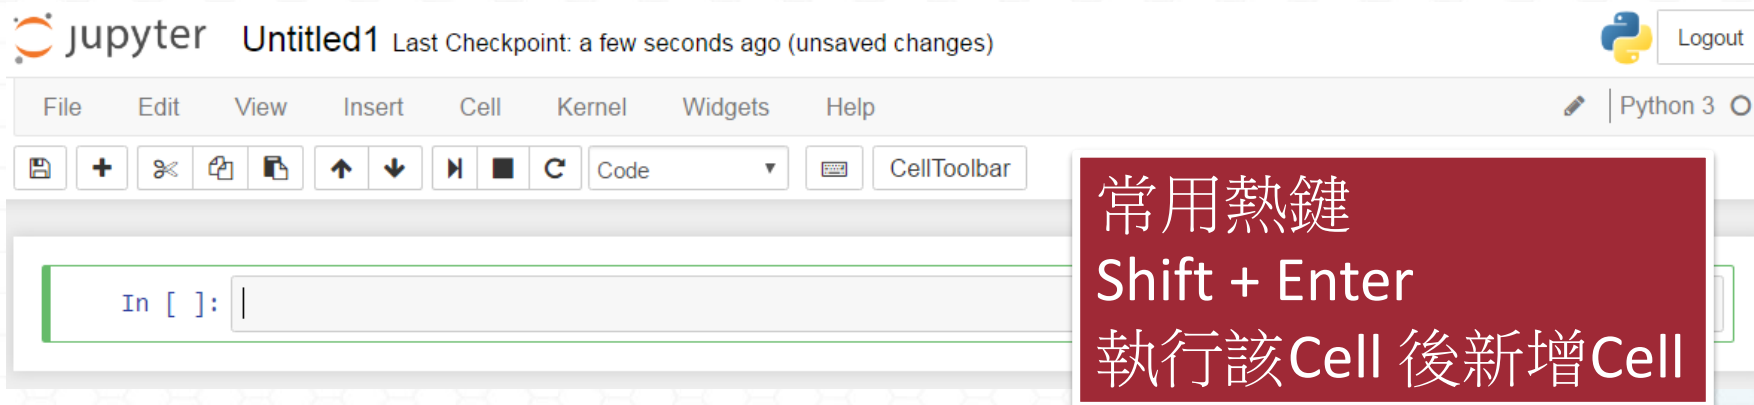 jupyter Untitled1 Last Checkpoint: a few seconds ago (unsaved changes) Logout
File Edit View Insert Cell Kernel Widgets Help Python 3
Code CellToolbar
In [ ]:
常用熱鍵
Shift + Enter
執行該Cell 後新增Cell